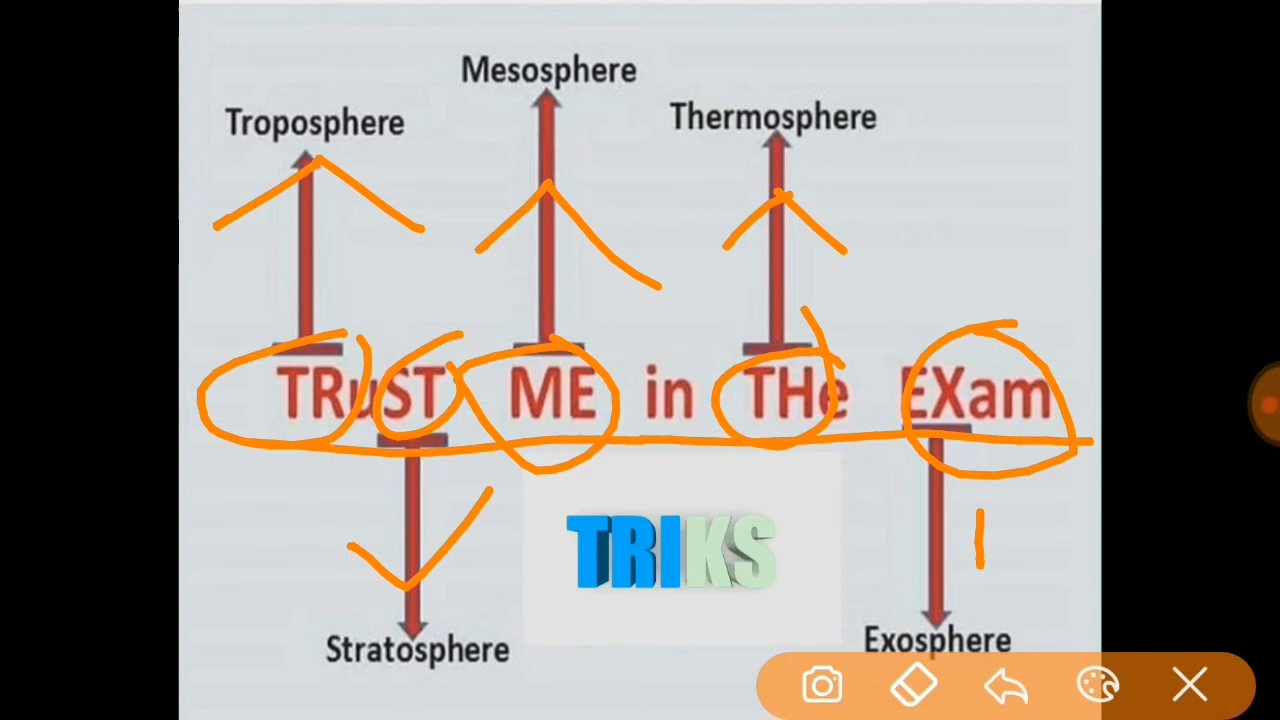 Mesosphere
Troposphere
Thermosphere
TRuST ME in THe EXam
TRIKS
Stratosphere
Exosphere